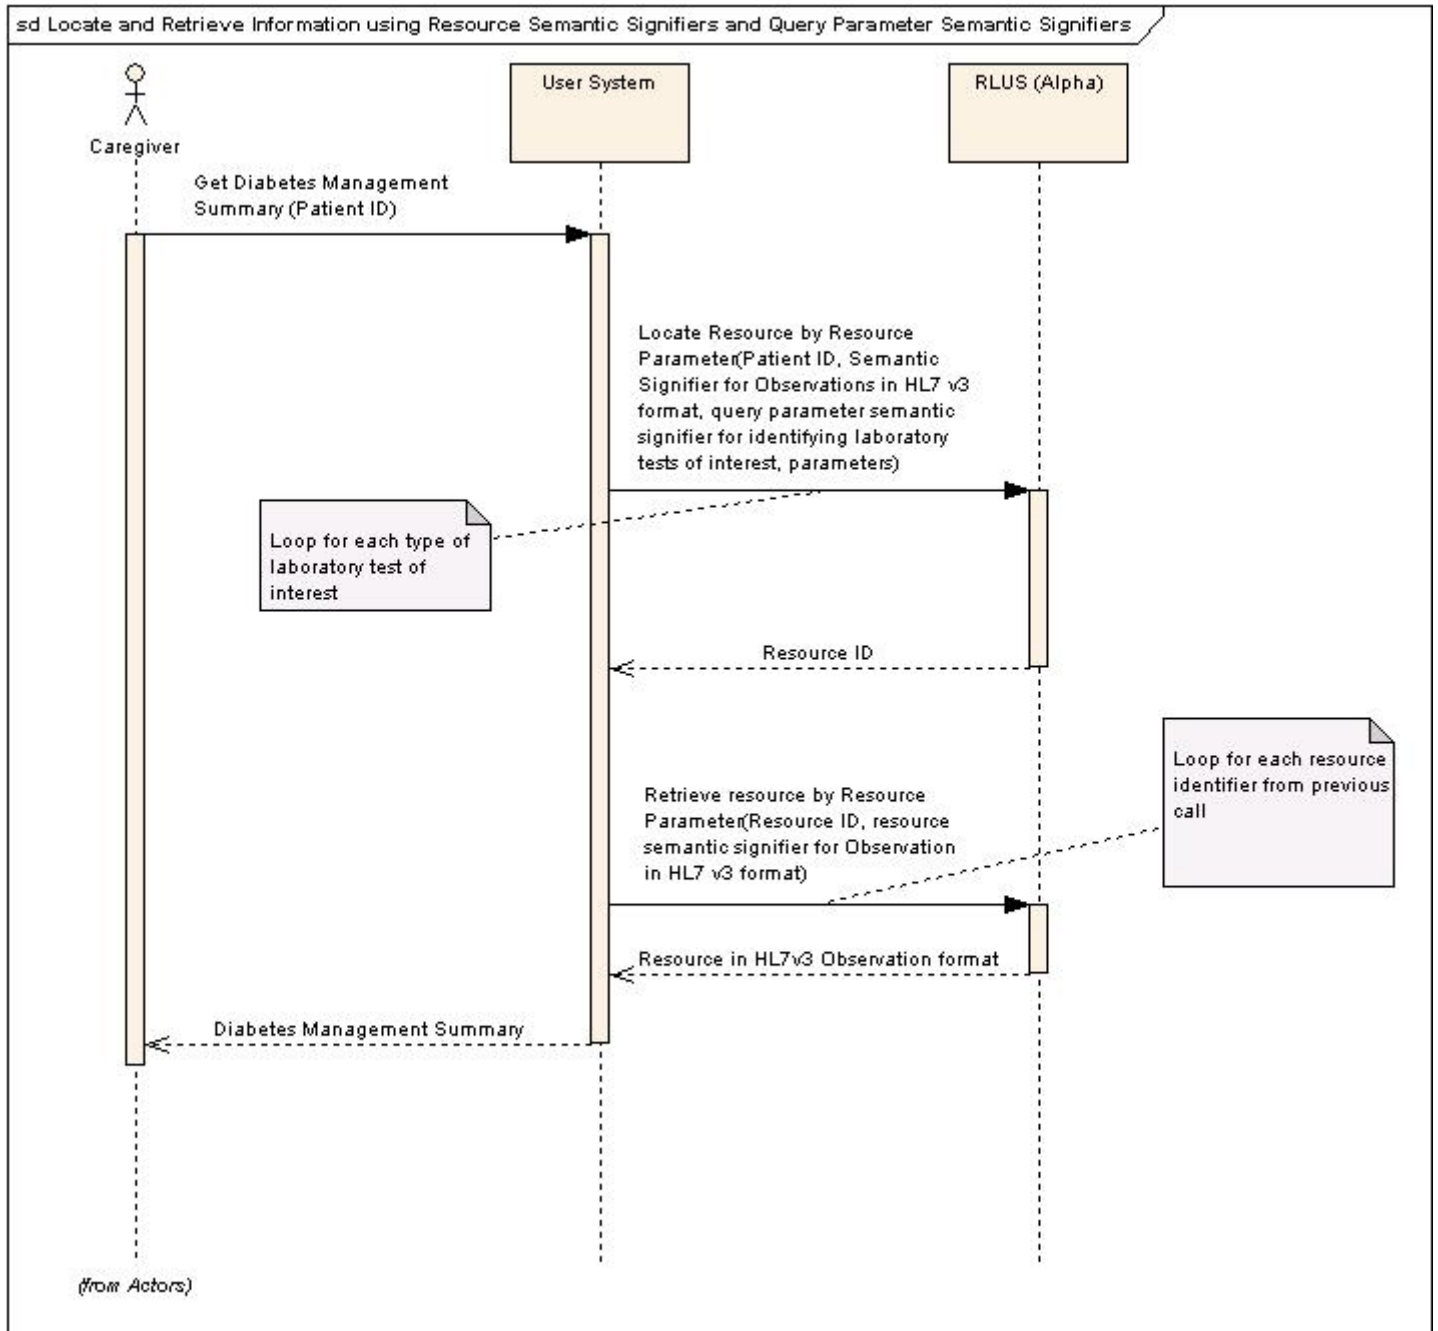 sd Locate and Retrieve Information using Resource Semantic Signifiers and Query Parameter Semantic Signifiers
Caregiver
User System
RLUS (Alpha)
Get Diabetes Management
Summary (Patient ID)
Locate Resource by Resource
Parameter(Patient ID, Semantic
Signifier for Observations in HL7 v3
format, query parameter semantic
signifier for identifying laboratory
tests of interest, parameters)
Loop for each type of
laboratory test of
interest
Resource ID
Loop for each resource
identifier from previous
call
Retrieve resource by Resource
Parameter(Resource ID, resource
semantic signifier for Observation
in HL7 v3 format)
Resource in HL7v3 Observation format
Diabetes Management Summary
(from Actors)